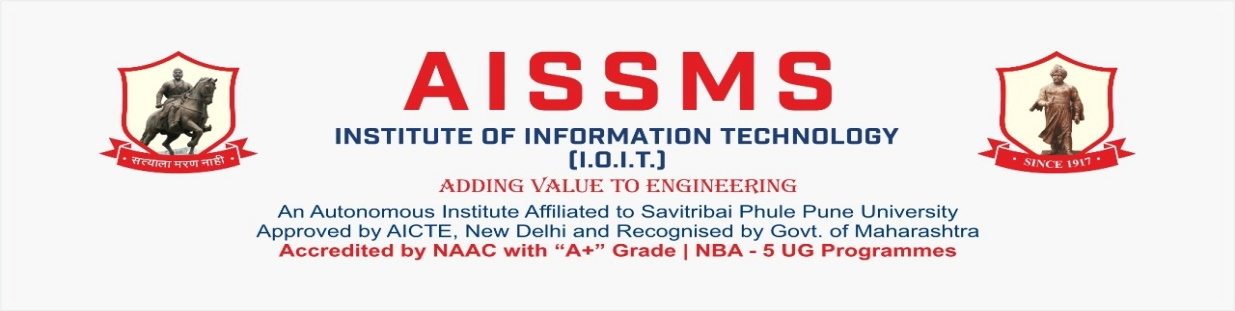 AISSMS
INSTITUTE OF INFORMATION TECHNOLOGY
(I.O.I.T.)
ADDING VALUE TO ENGINEERING
An Autonomous Institute Affiliated to Savitribai Phule Pune University
Approved by AICTE, New Delhi and Recognised by Govt. of Maharashtra
Accredited by NAAC with “A+” Grade | NBA - 5 UG Programmes
• सत्याला मरण नाही •
• SINCE 1917 •